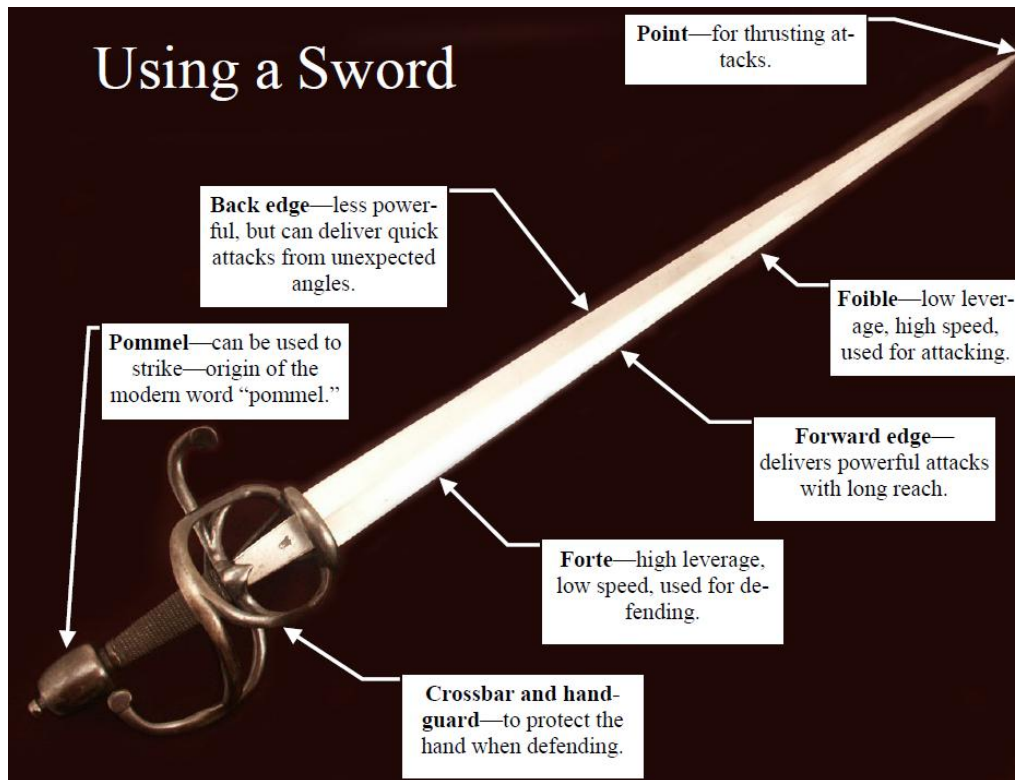 Using a Sword
Point—for thrusting at-
tacks.
Back edge—less power-
ful, but can deliver quick
attacks from unexpected
angles.
Foible—low lever-
age, high speed,
used for attacking.
Pommel—can be used to
strike—origin of the
modern word “pommel.”
Forward edge—
delivers powerful attacks
with long reach.
Forte—high leverage,
low speed, used for de-
fending.
Crossbar and hand-
guard—to protect the
hand when defending.